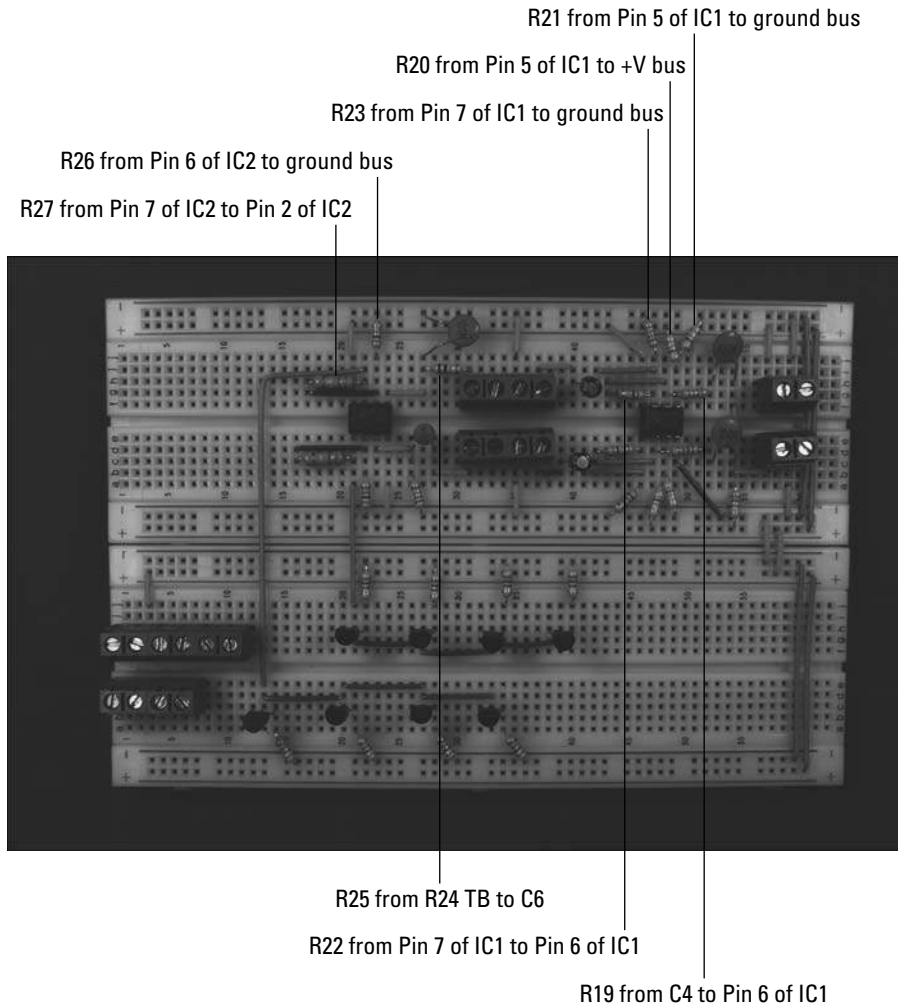 R21 from Pin 5 of IC1 to ground bus
R20 from Pin 5 of IC1 to +V bus
R23 from Pin 7 of IC1 to ground bus
R26 from Pin 6 of IC2 to ground bus
R27 from Pin 7 of IC2 to Pin 2 of IC2
R25 from R24 TB to C6
R22 from Pin 7 of IC1 to Pin 6 of IC1
R19 from C4 to Pin 6 of IC1